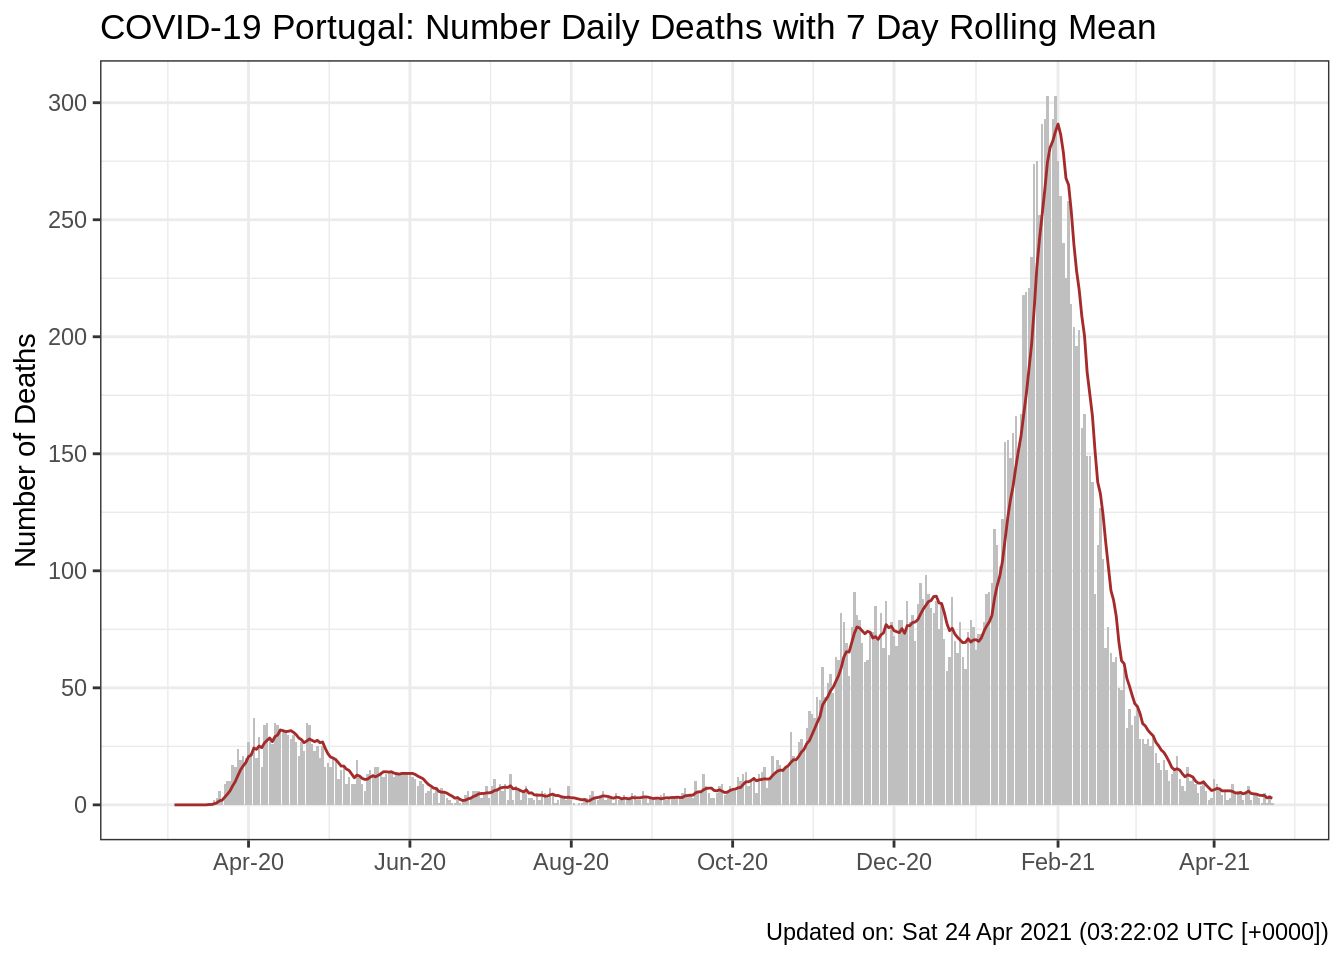 COVID-19 Portugal: Number Daily Deaths with 7 Day Rolling Mean
Number of Deaths
300
250
200
150
100
50
0
Apr-20 Jun-20 Aug-20 Oct-20 Dec-20 Feb-21 Apr-21
Updated on: Sat 24 Apr 2021 (03:22:02 UTC [+0000])